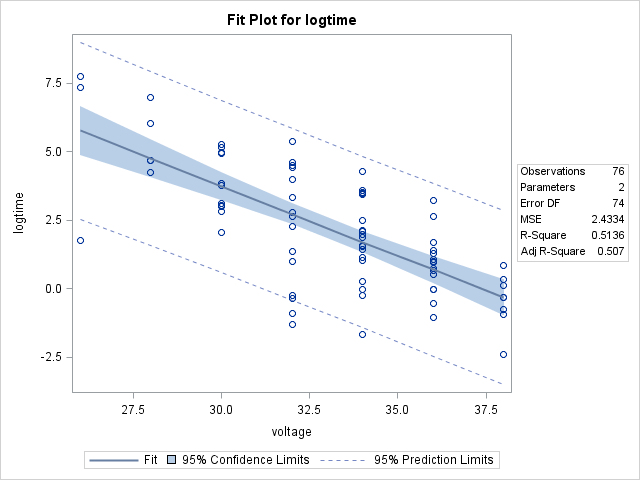 Fit Plot for logtime
7.5
5.0
2.5
0.0
-2.5
logtime
27.5 30.0 32.5 35.0 37.5
voltage
Observations 76
Parameters 2
Error DF 74
MSE 2.4334
R-Square 0.5136
Adj R-Square 0.507
Fit 95% Confidence Limits 95% Prediction Limits